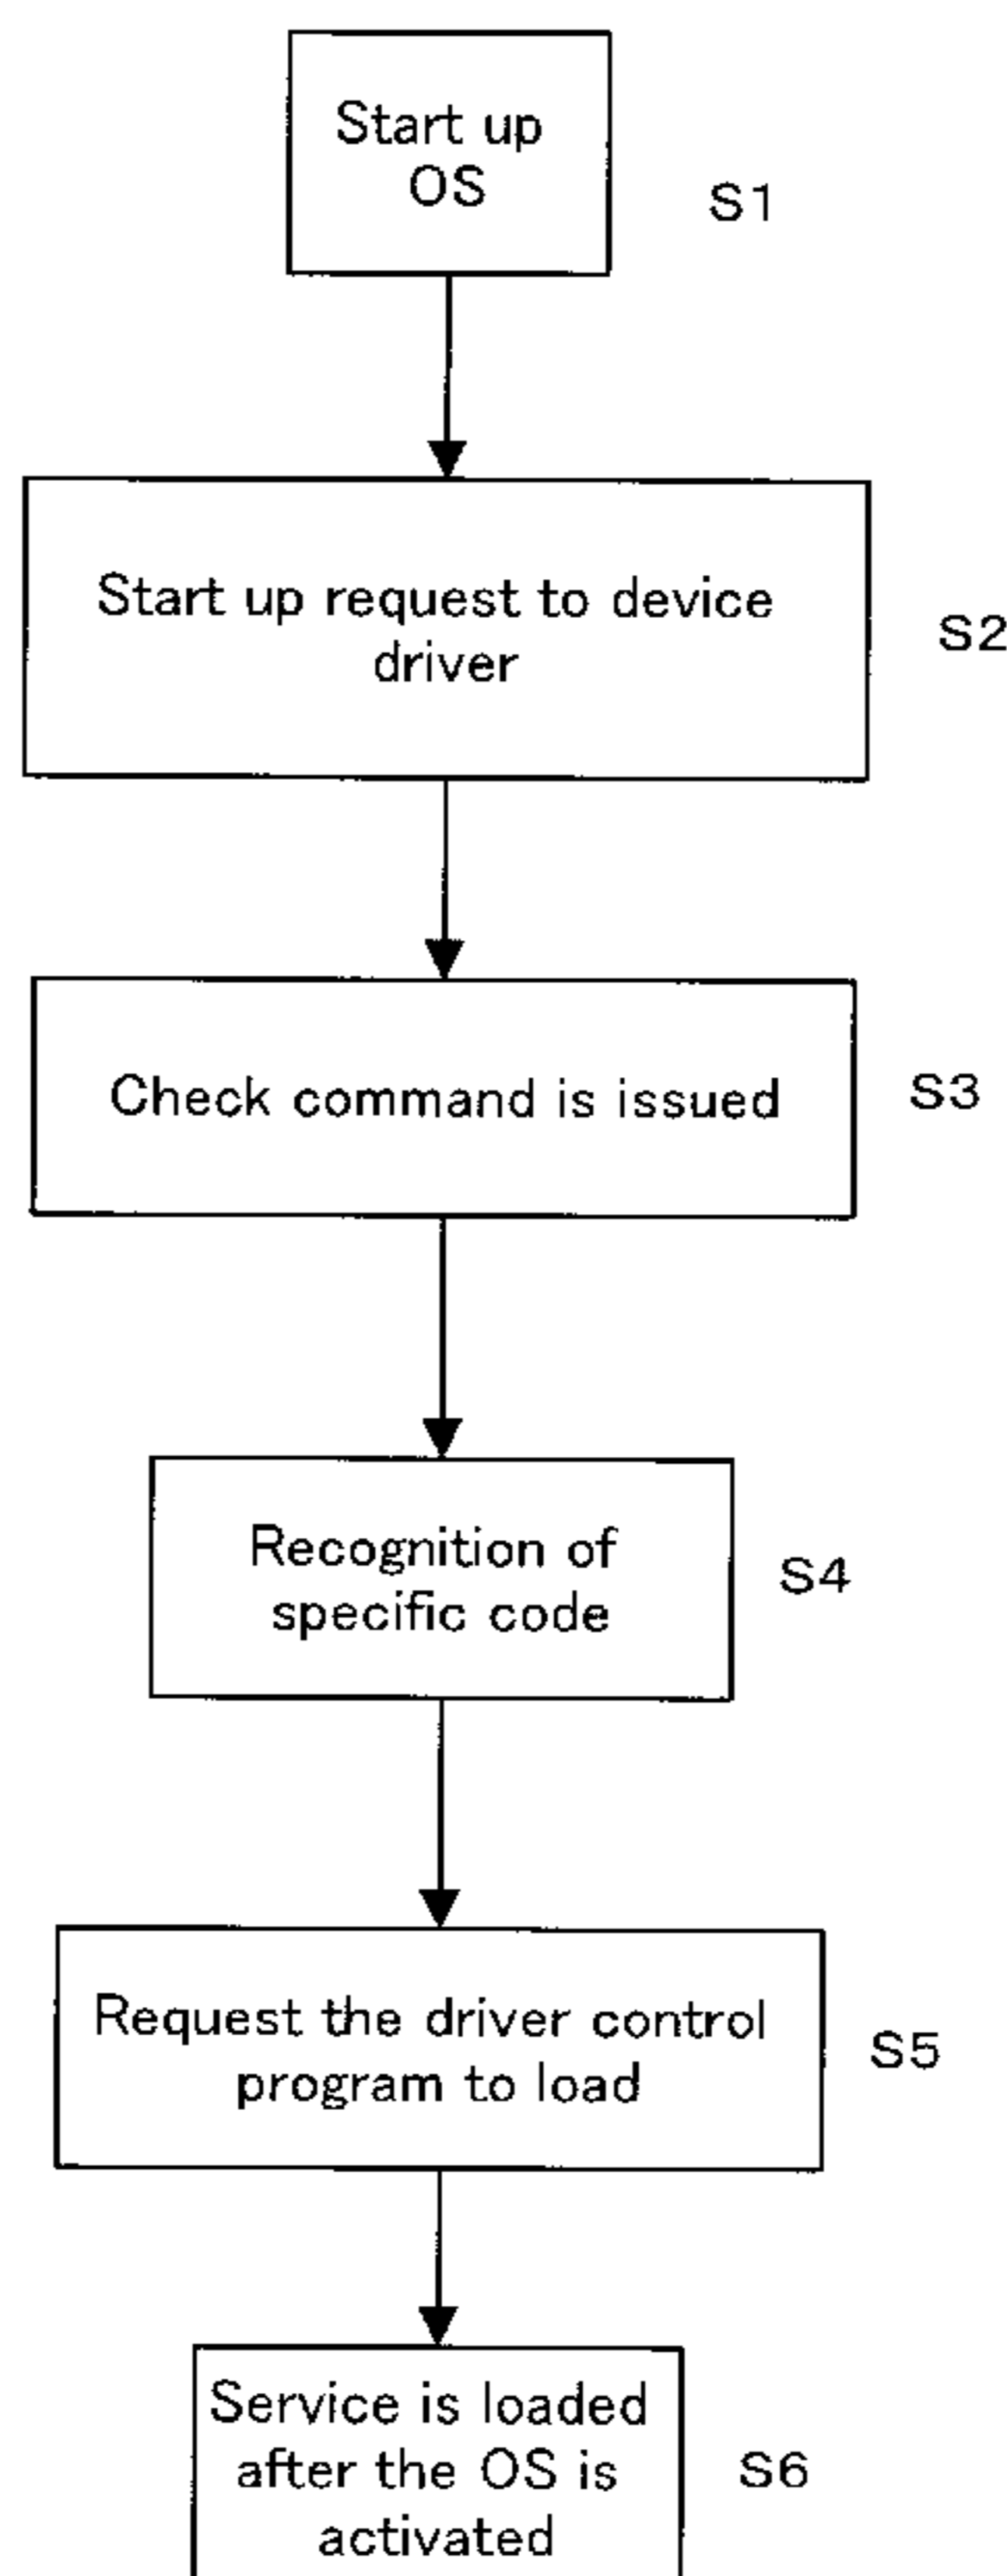 Start up
OS
S1
Start up request to device
driver
S2
Check command is issued
S3
Recognition of
specific code
S4
Request the driver control
program to load
S5
Service is loaded
after the OS is
activated
S6